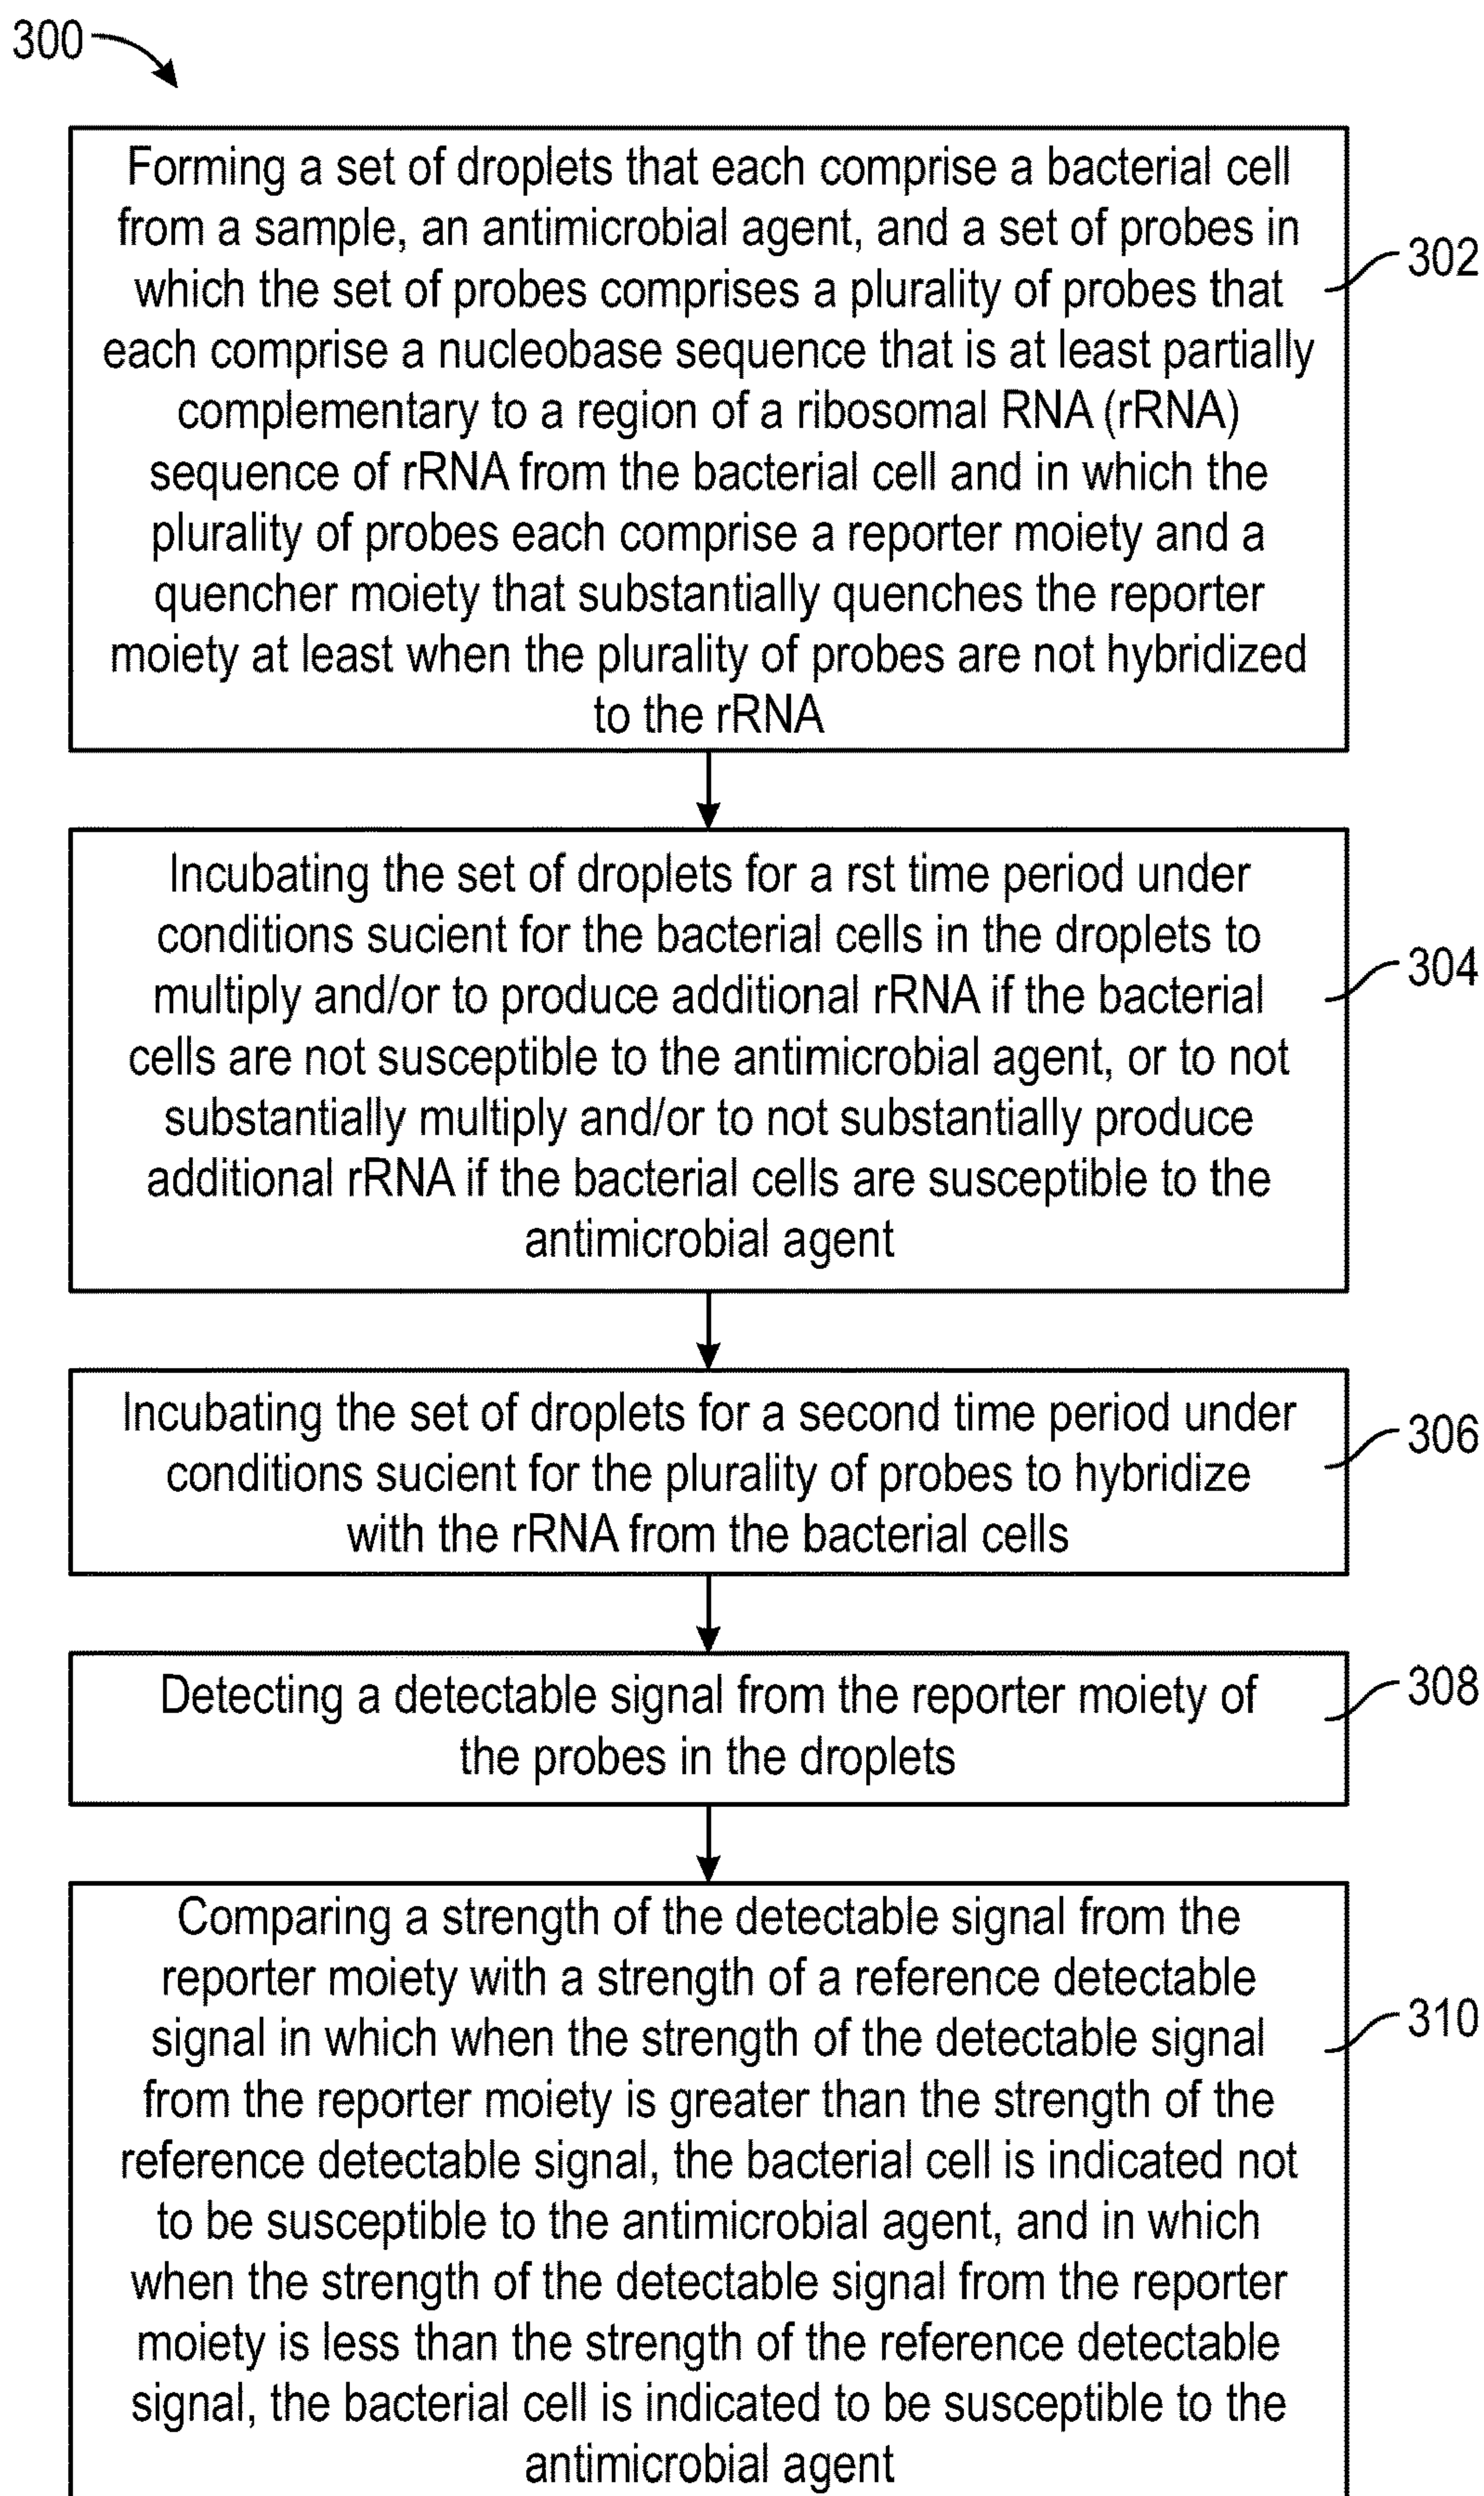 300
Forming a set of droplets that each comprise a bacterial cell
from a sample, an antimicrobial agent, and a set of probes in
which the set of probes comprises a plurality of probes that
each comprise a nucleobase sequence that is at least partially
complementary to a region of a ribosomal RNA (rRNA)
sequence of rRNA from the bacterial cell and in which the
plurality of probes each comprise a reporter moiety and a
quencher moiety that substantially quenches the reporter
moiety at least when the plurality of probes are not hybridized
to the rRNA
302
Incubating the set of droplets for a rst time period under
conditions sucient for the bacterial cells in the droplets to
multiply and/or to produce additional rRNA if the bacterial
cells are not susceptible to the antimicrobial agent, or to not
substantially multiply and/or to not substantially produce
additional rRNA if the bacterial cells are susceptible to the
antimicrobial agent
304
Incubating the set of droplets for a second time period under
conditions sucient for the plurality of probes to hybridize
with the rRNA from the bacterial cells
306
Detecting a detectable signal from the reporter moiety of
the probes in the droplets
308
Comparing a strength of the detectable signal from the
reporter moiety with a strength of a reference detectable
signal in which when the strength of the detectable signal
from the reporter moiety is greater than the strength of the
reference detectable signal, the bacterial cell is indicated not
to be susceptible to the antimicrobial agent, and in which
when the strength of the detectable signal from the reporter
moiety is less than the strength of the reference detectable
signal, the bacterial cell is indicated to be susceptible to the
antimicrobial agent
310